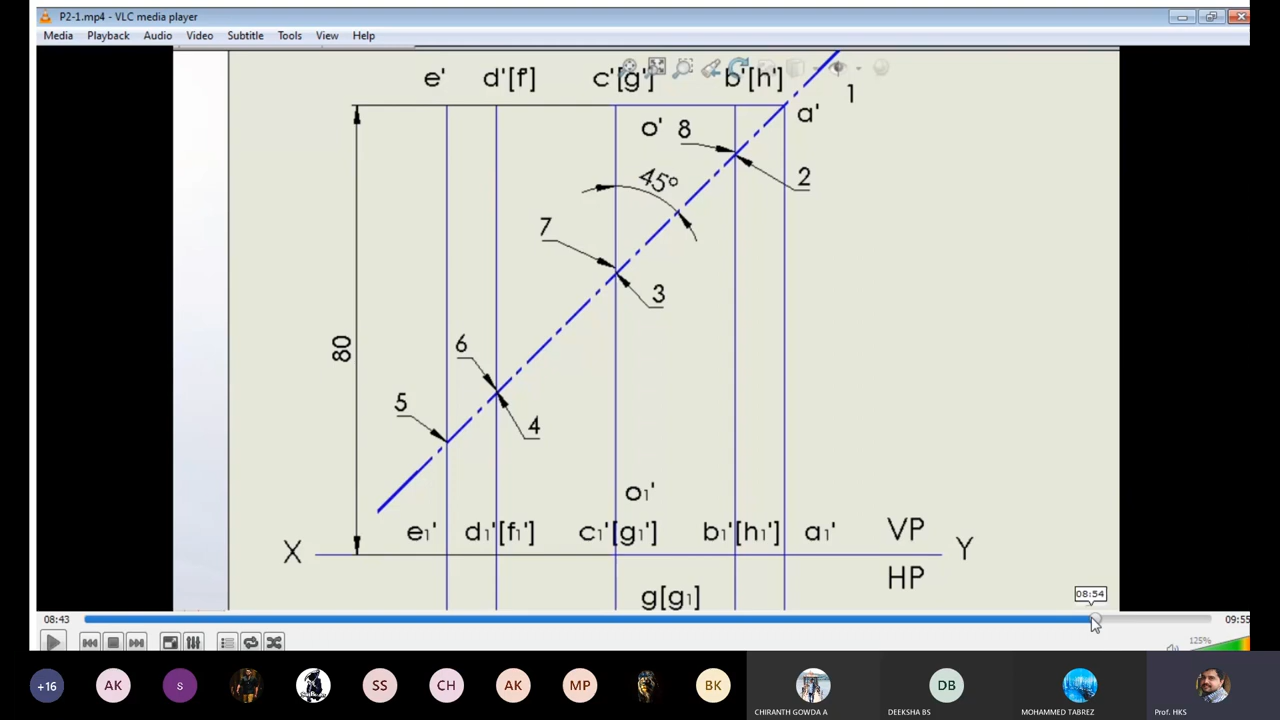 P2-1.mp4 - VLC media player
Media Playback Audio Video Subtitle Tools View Help
e' d'[f'] c'[g'] b'[h']
1
a'
o' 8
2
45°
7
3
80
6
5
4
o1'
e1' d1'[f1'] c1'[g1'] b1'[h1'] a1' VP
X Y
HP
g[g1]
08:54
08:43 09:55
125%
+16 AK S SS CH AK MP BK DB
CHIRANTH GOWDA A DEEKSHA BS MOHAMMED TABREZ Prof. HKS